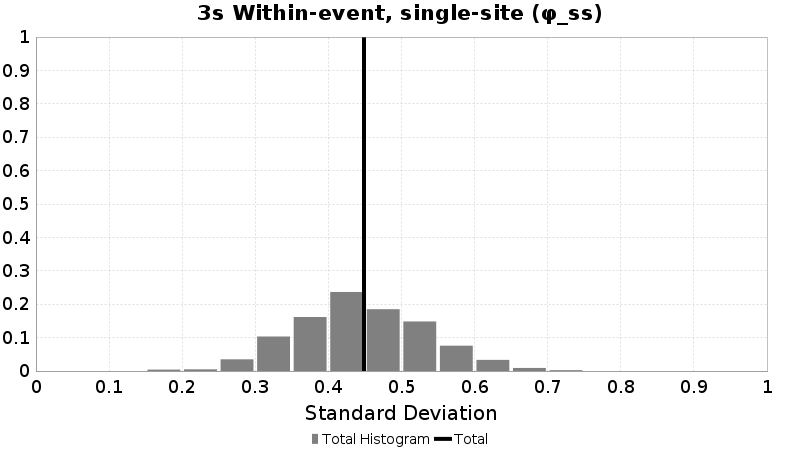 3s Within-event, single-site (φ_ss)
1
0.9
0.8
0.7
0.6
0.5
0.4
0.3
0.2
0.1
0
0 0.1 0.2 0.3 0.4 0.5 0.6 0.7 0.8 0.9 1
Standard Deviation
Total Histogram Total